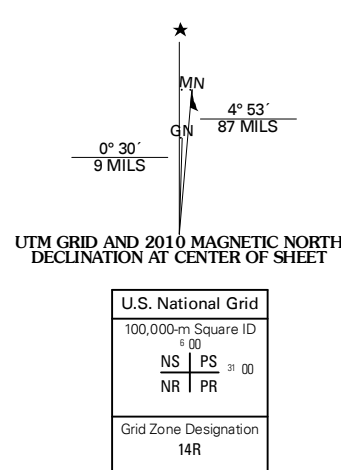 MN
4° 53´
87 MILS
GN
0° 30´
9 MILS
UTM GRID AND 2010 MAGNETIC NORTH
DECLINATION AT CENTER OF SHEET
U.S. National Grid
100,000-m Square ID
6 00
NS PS 31 00
NR PR
Grid Zone Designation
14R